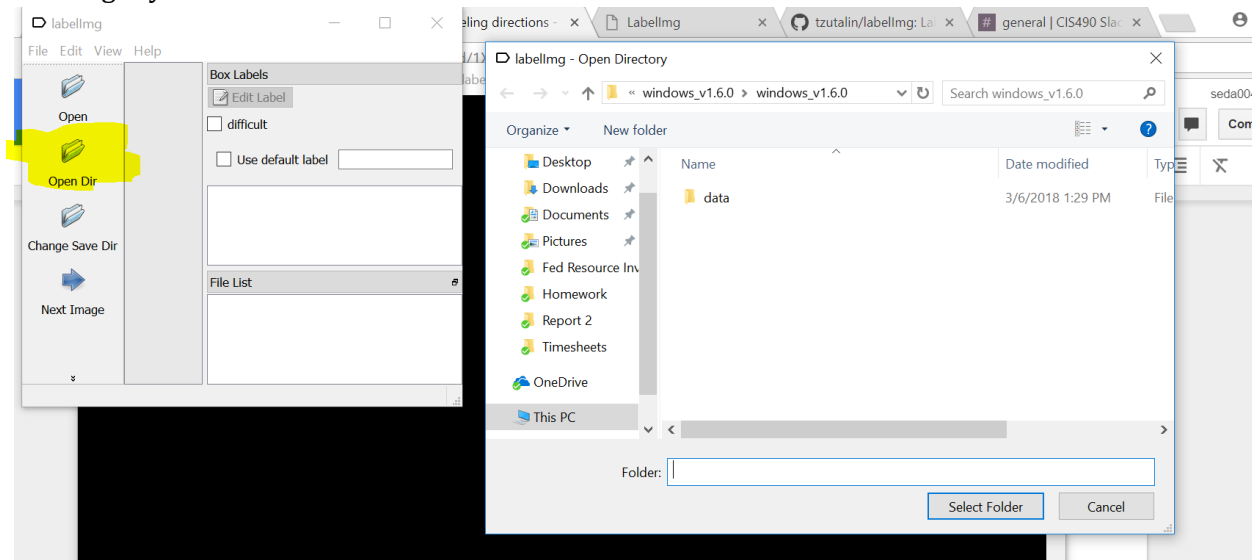 labelImg
File Edit View Help
Open
Open Dir
Change Save Dir
Next Image
Box Labels
Edit Label
difficult
Use default label
File List
eling directions -
LabelImg
tzutalin/labelImg: La
# general | CIS490 Slac
d/1X
labe
labelImg - Open Directory
« windows_v1.6.0 > windows_v1.6.0
Search windows_v1.6.0
Organize
New folder
?
Desktop
Downloads
Documents
Pictures
Fed Resource Inv
Homework
Report 2
Timesheets
OneDrive
This PC
Name
Date modified
Typ
data
3/6/2018 1:29 PM
File
Folder:
Select Folder
Cancel
seda004
Com